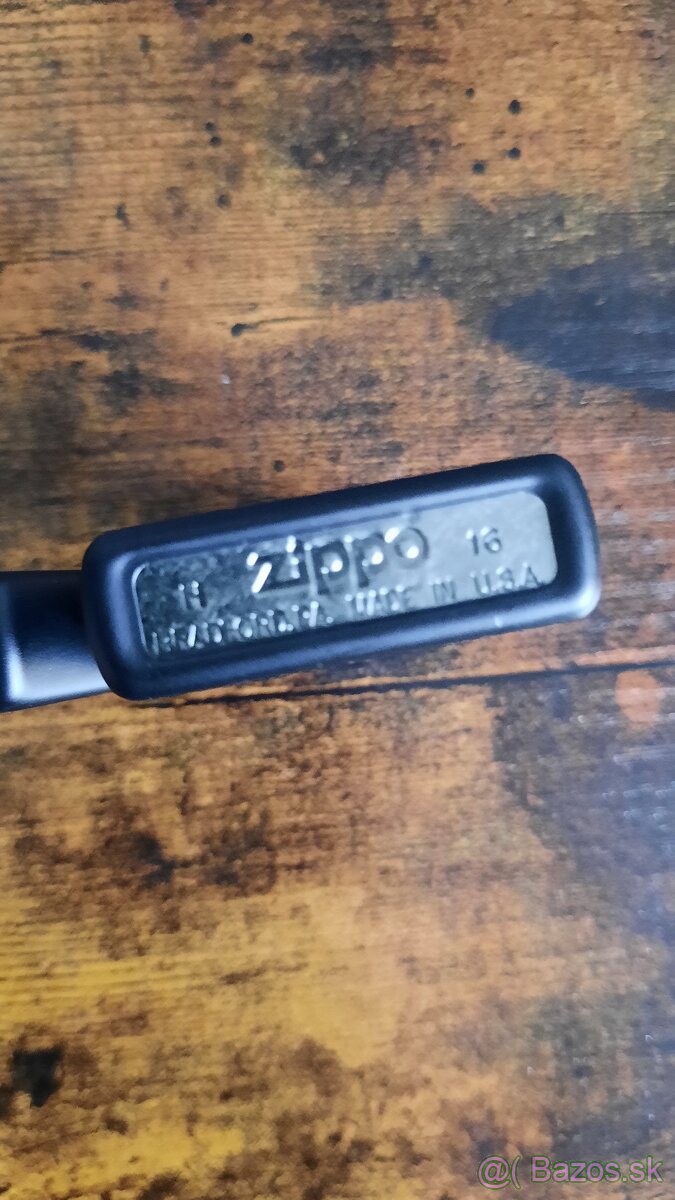 H Zippo 16
BRADFORD.PA. MADE IN U.S.A
@( Bazos.sk